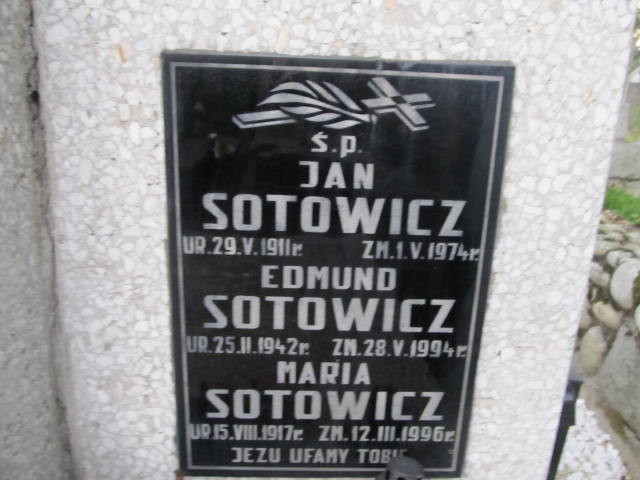 Ś.p.
JAN
SOTOWICZ
UR.29.V.1911r. ZM.1.V.1974r.
EDMUND
SOTOWICZ
UR.25.II.1942r. ZM.28.V.1994r.
MARIA
SOTOWICZ
UR.15.VIII.1917r. ZM.12.III.1996r.
JEZU UFAMY TOBIE